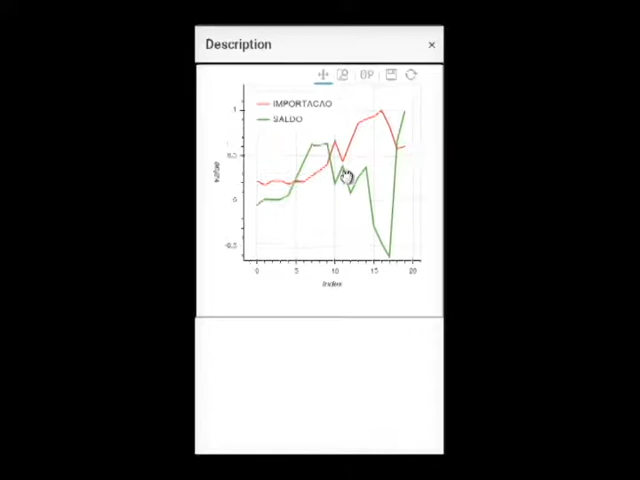 Description ×
IMPORTACAO
SALDO
1
0.5
0
-0.5
value
0 5 10 15 20
Index